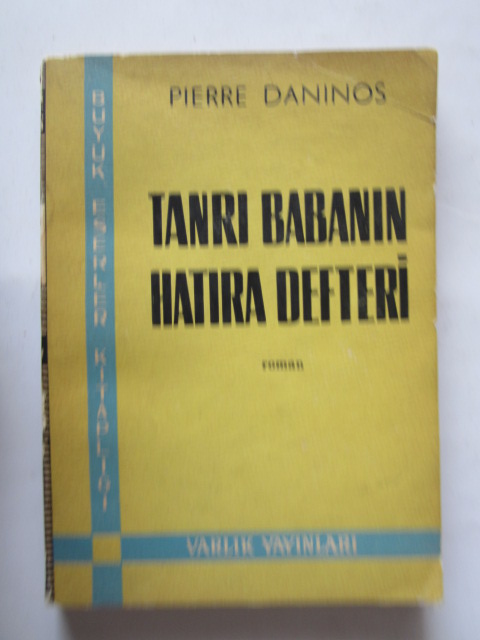 PIERRE DANINOS
TANRI BABANIN
HATIRA DEFTERİ
roman
BÜYÜK ESERLER KİTAPLIĞI
VARLIK YAYINLARI